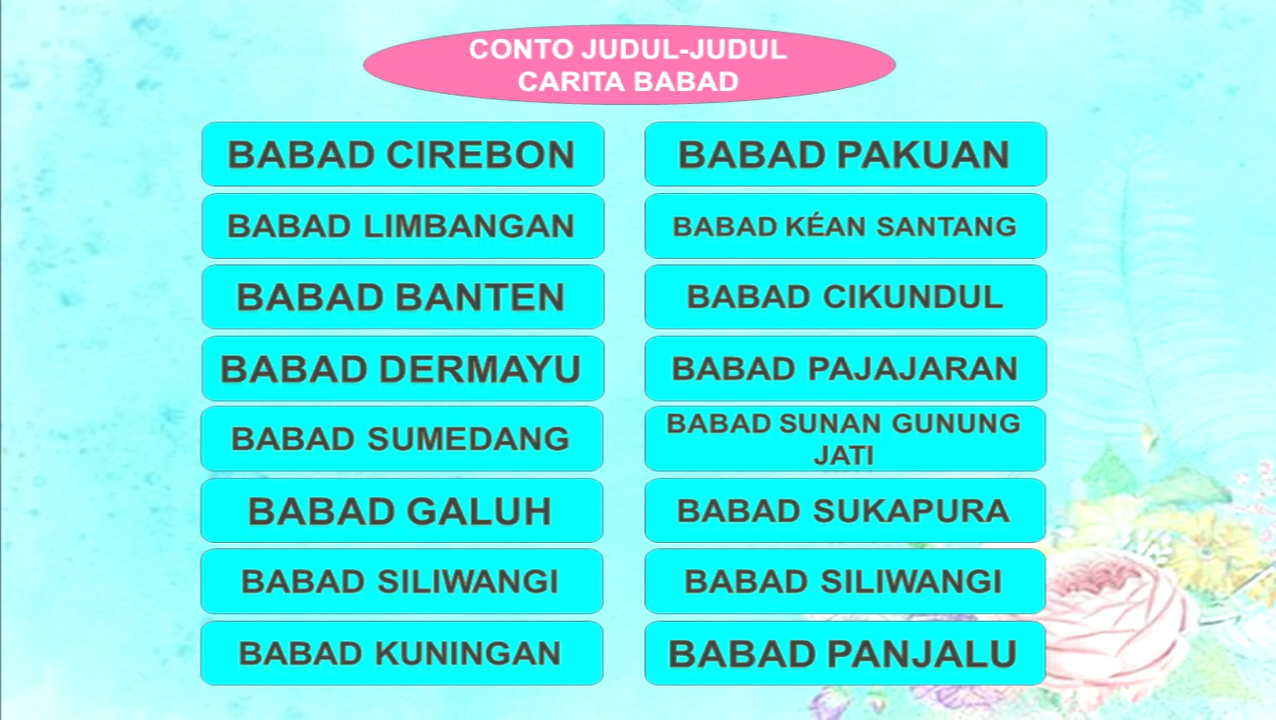 CONTO JUDUL-JUDUL
CARITA BABAD
BABAD CIREBON
BABAD LIMBANGAN
BABAD BANTEN
BABAD DERMAYU
BABAD SUMEDANG
BABAD GALUH
BABAD SILIWANGI
BABAD KUNINGAN
BABAD PAKUAN
BABAD KÉAN SANTANG
BABAD CIKUNDUL
BABAD PAJAJARAN
BABAD SUNAN GUNUNG
JATI
BABAD SUKAPURA
BABAD SILIWANGI
BABAD PANJALU